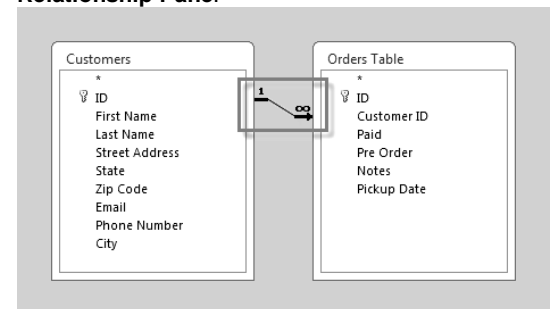 Relationship Pane.
Customers
*
ID
First Name
Last Name
Street Address
State
Zip Code
Email
Phone Number
City
1
∞
Orders Table
*
ID
Customer ID
Paid
Pre Order
Notes
Pickup Date